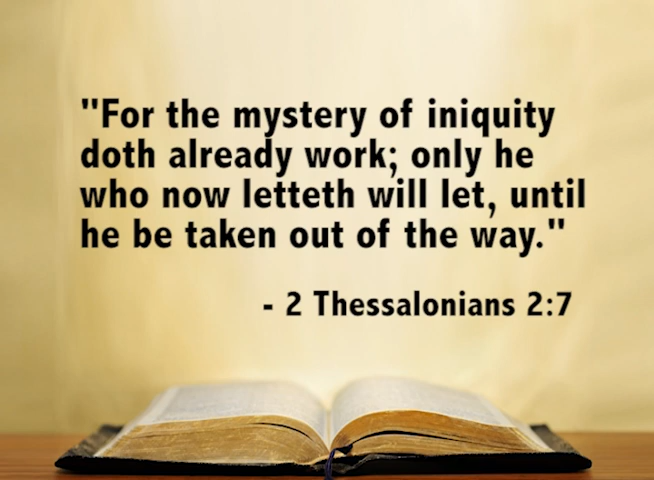 "For the mystery of iniquity
doth already work; only he
who now letteth will let, until
he be taken out of the way."
- 2 Thessalonians 2:7